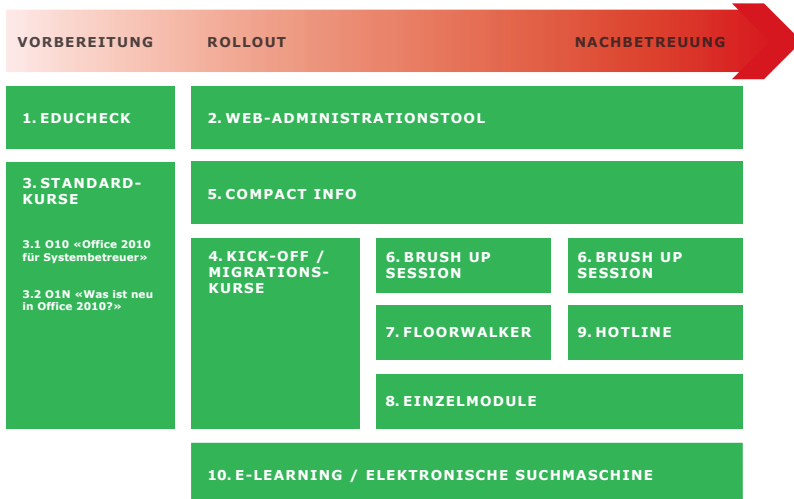 VORBEREITUNG
ROLLOUT
NACHBETREUUNG
1. EDUCHECK
2. WEB-ADMINISTRATIONSTOOL
3. STANDARD-
KURSE
3.1 O10 «Office 2010
für Systembetreuer»
3.2 O1N «Was ist neu
in Office 2010?»
5. COMPACT INFO
4. KICK-OFF /
MIGRATIONS-
KURSE
6. BRUSH UP
SESSION
6. BRUSH UP
SESSION
7. FLOORWALKER
9. HOTLINE
8. EINZELMODULE
10. E-LEARNING / ELEKTRONISCHE SUCHMASCHINE